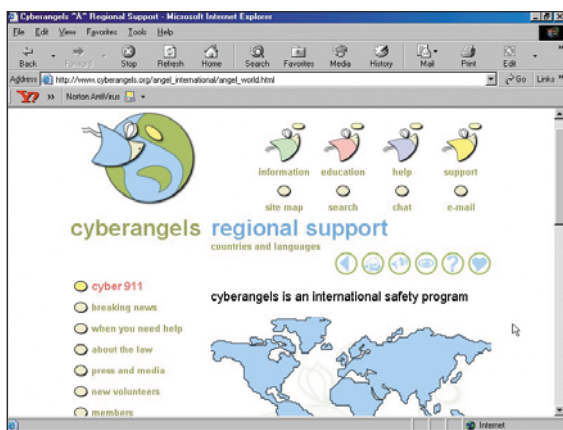 Cyberangels "A" Regional Support - Microsoft Internet Explorer
File Edit View Favorites Tools Help
Back Forward Stop Refresh Home Search Favorites Media History Mail Print Edit
Address http://www.cyberangels.org/angel_international/angel_world.html Go Links
Y! Norton AntiVirus
information education help support
site map search chat e-mail
cyberangels regional support
countries and languages
cyber 911
cyberangels is an international safety program
breaking news
when you need help
about the law
press and media
new volunteers
members
Internet